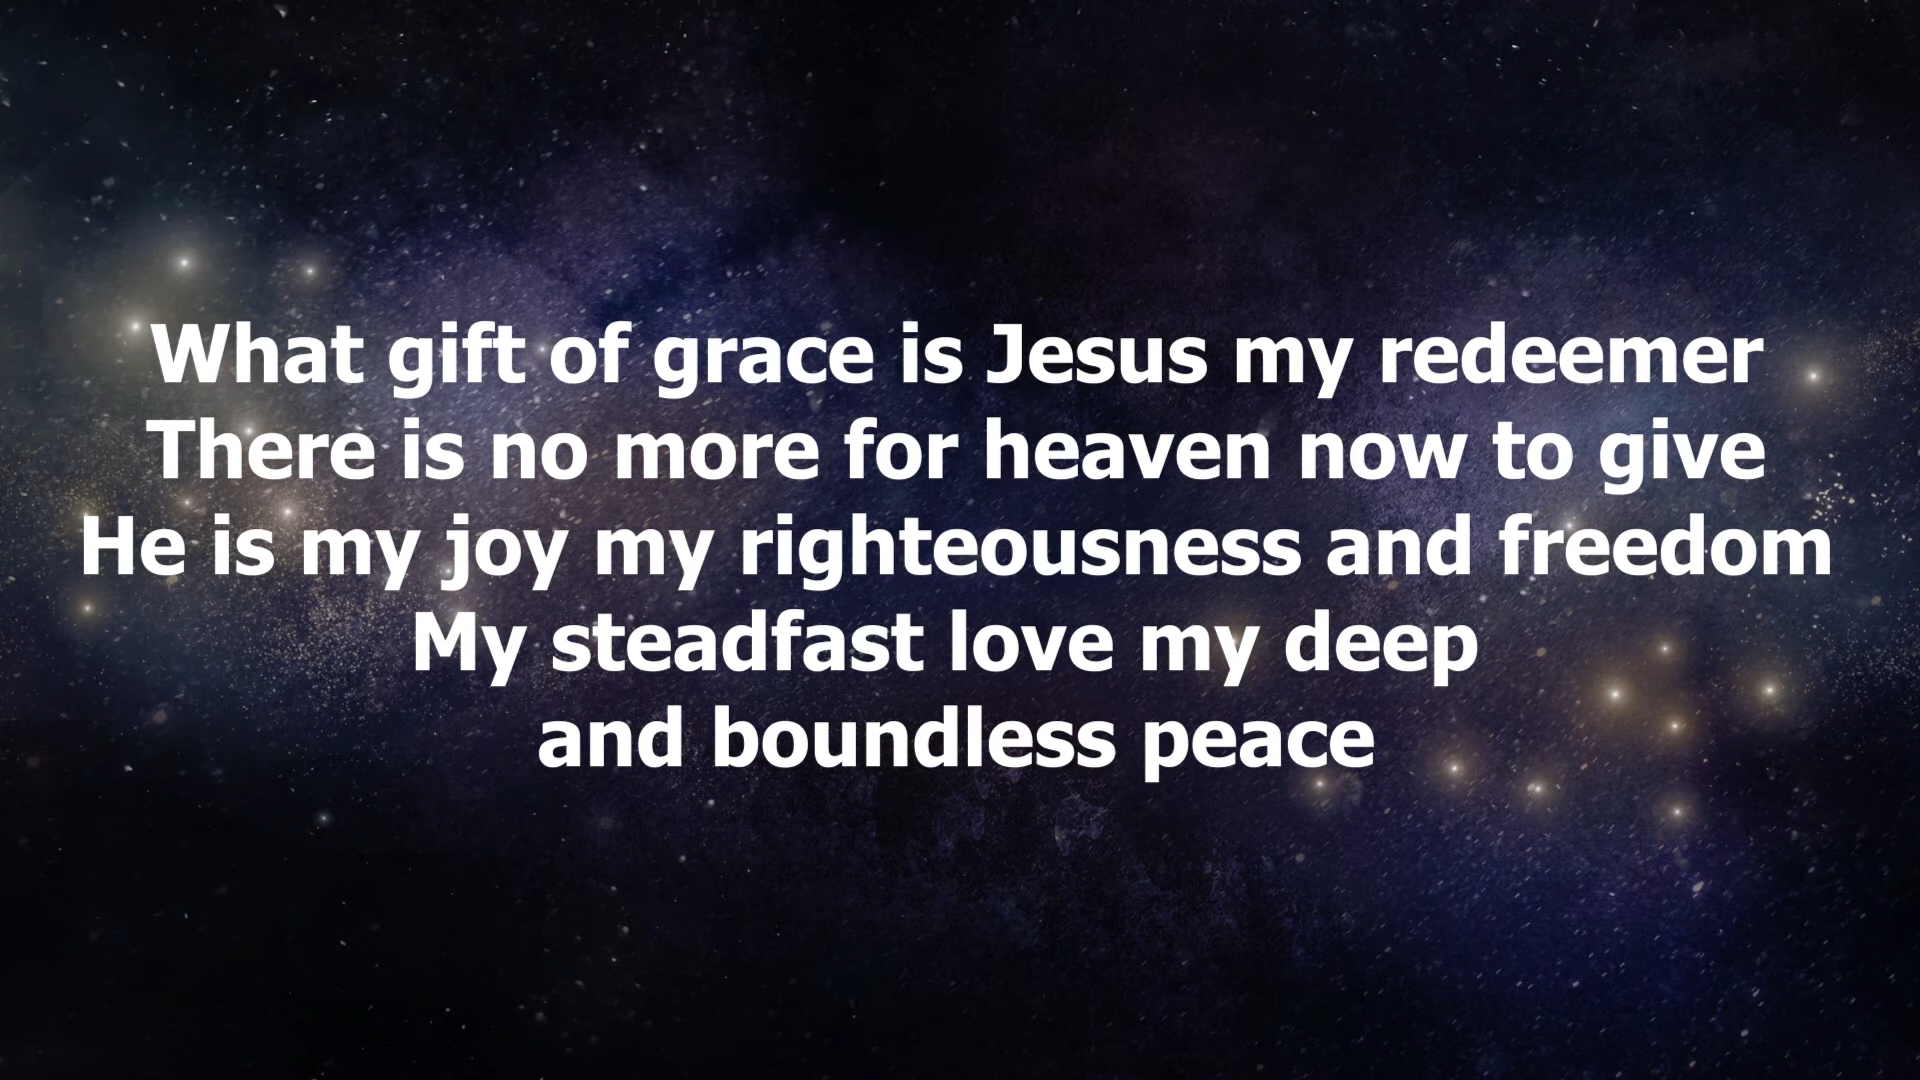 What gift of grace is Jesus my redeemer
There is no more for heaven now to give
He is my joy my righteousness and freedom
My steadfast love my deep
and boundless peace